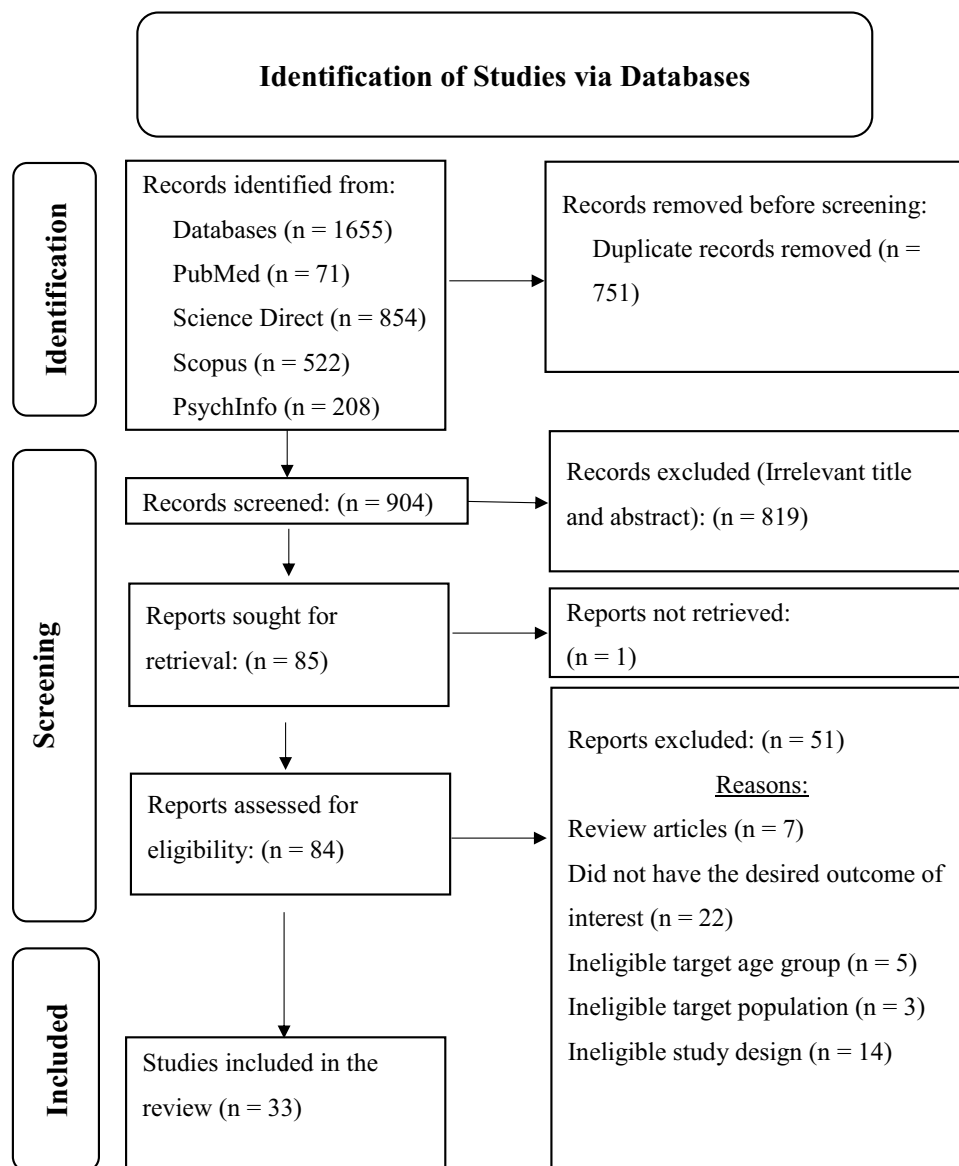 Identification of Studies via Databases
Identification
Records identified from:
Databases (n = 1655)
PubMed (n = 71)
Science Direct (n = 854)
Scopus (n = 522)
PsychInfo (n = 208)
Records removed before screening:
Duplicate records removed (n =
751)
Screening
Records screened: (n = 904)
Records excluded (Irrelevant title
and abstract): (n = 819)
Reports sought for
retrieval: (n = 85)
Reports not retrieved:
(n = 1)
Reports assessed for
eligibility: (n = 84)
Reports excluded: (n = 51)
Reasons:
Review articles (n = 7)
Did not have the desired outcome of
interest (n = 22)
Ineligible target age group (n = 5)
Ineligible target population (n = 3)
Ineligible study design (n = 14)
Included
Studies included in the
review (n = 33)